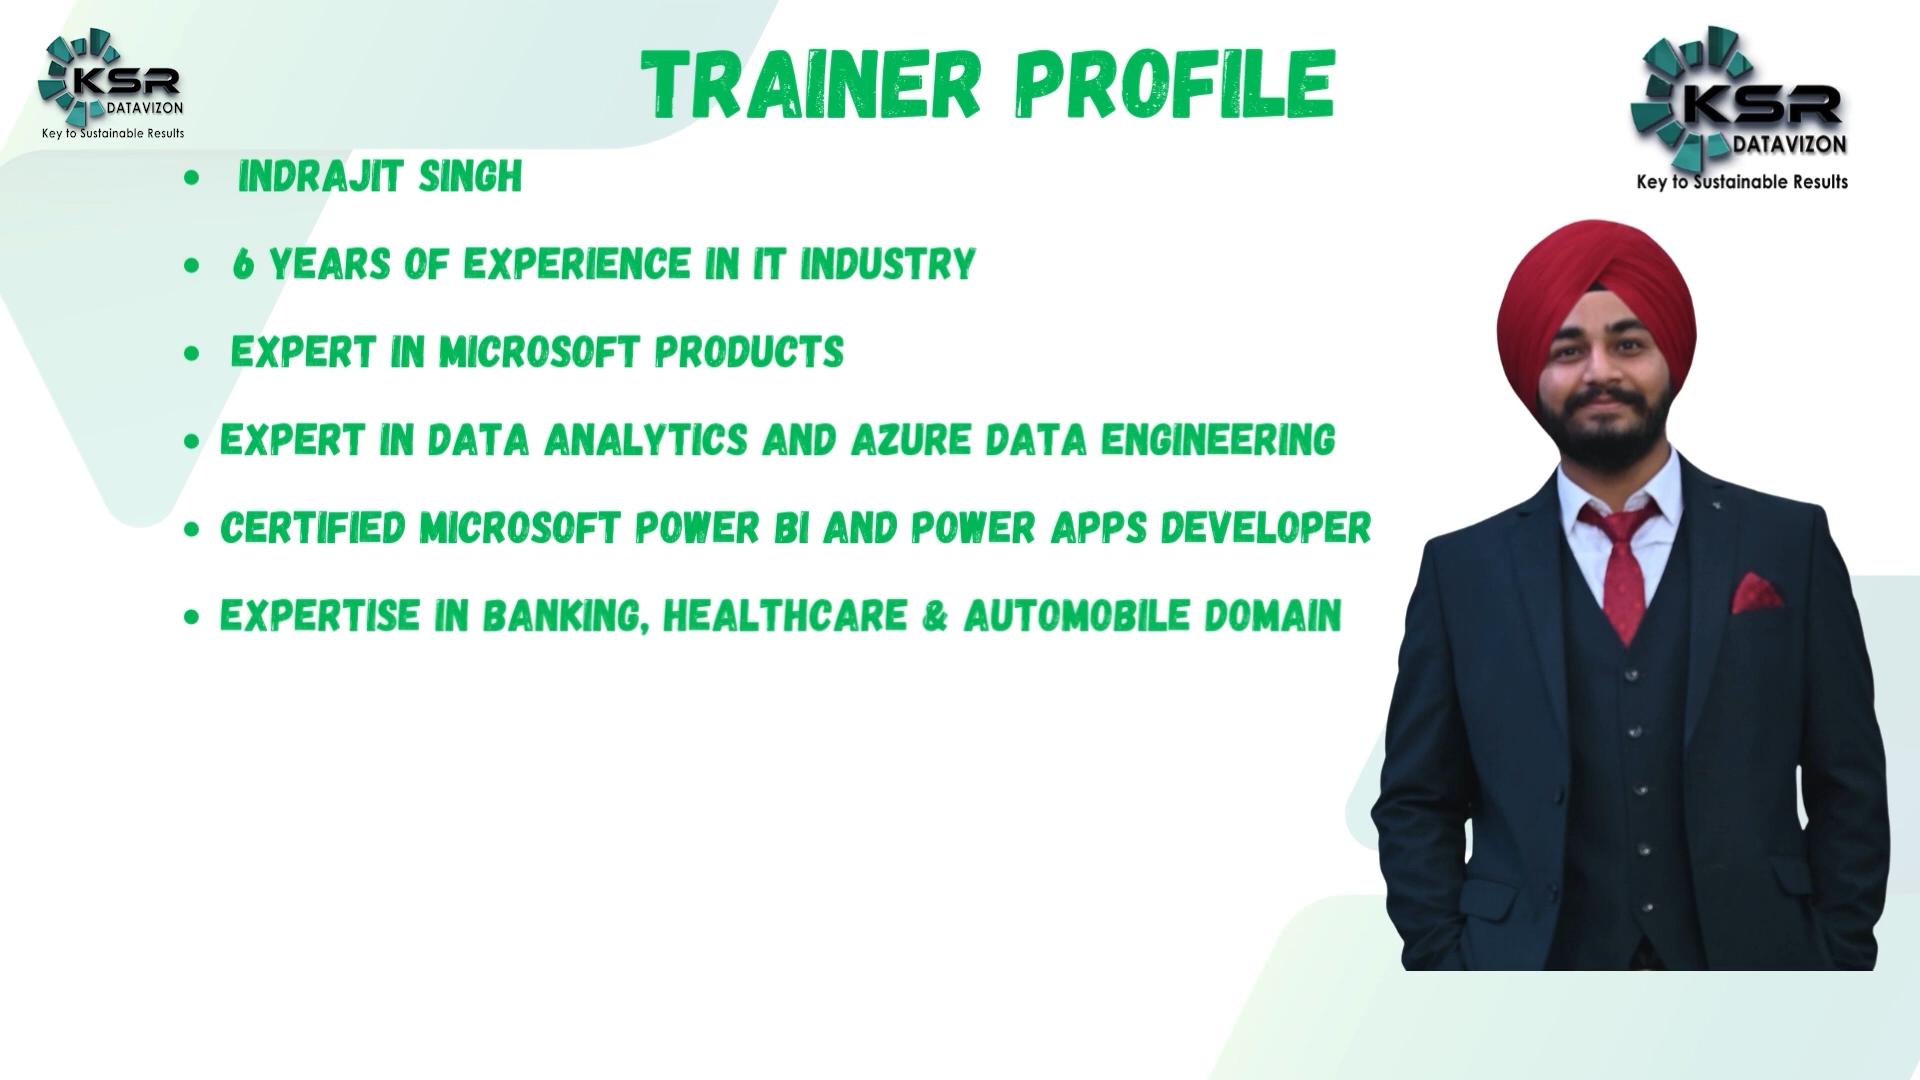 KSR
DATAVIZON
Key to Sustainable Results
TRAINER PROFILE
KSR
DATAVIZON
Key to Sustainable Results
• INDRAJIT SINGH
• 6 YEARS OF EXPERIENCE IN IT INDUSTRY
• EXPERT IN MICROSOFT PRODUCTS
• EXPERT IN DATA ANALYTICS AND AZURE DATA ENGINEERING
• CERTIFIED MICROSOFT POWER BI AND POWER APPS DEVELOPER
• EXPERTISE IN BANKING, HEALTHCARE & AUTOMOBILE DOMAIN